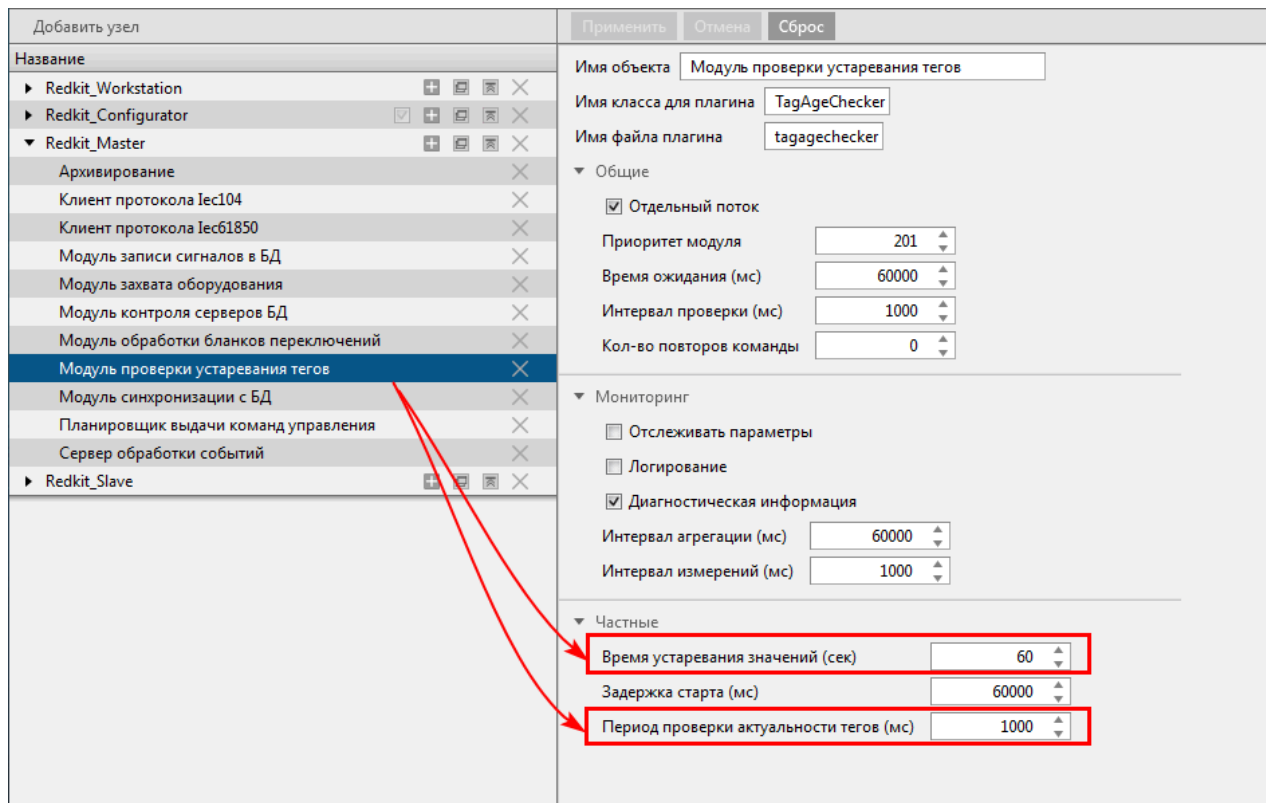 Добавить узел
Название
Redkit_Workstation
Redkit_Configurator
Redkit_Master
Архивирование
Клиент протокола Iec104
Клиент протокола Iec61850
Модуль записи сигналов в БД
Модуль захвата оборудования
Модуль контроля серверов БД
Модуль обработки бланков переключений
Модуль проверки устаревания тегов
Модуль синхронизации с БД
Планировщик выдачи команд управления
Сервер обработки событий
Redkit_Slave
Применить Отмена Сброс
Имя объекта Модуль проверки устаревания тегов
Имя класса для плагина TagAgeChecker
Имя файла плагина tagagechecker
Общие
Отдельный поток
Приоритет модуля 201
Время ожидания (мс) 60000
Интервал проверки (мс) 1000
Кол-во повторов команды 0
Мониторинг
Отслеживать параметры
Логирование
Диагностическая информация
Интервал агрегации (мс) 60000
Интервал измерений (мс) 1000
Частные
Время устаревания значений (сек) 60
Задержка старта (мс) 60000
Период проверки актуальности тегов (мс) 1000